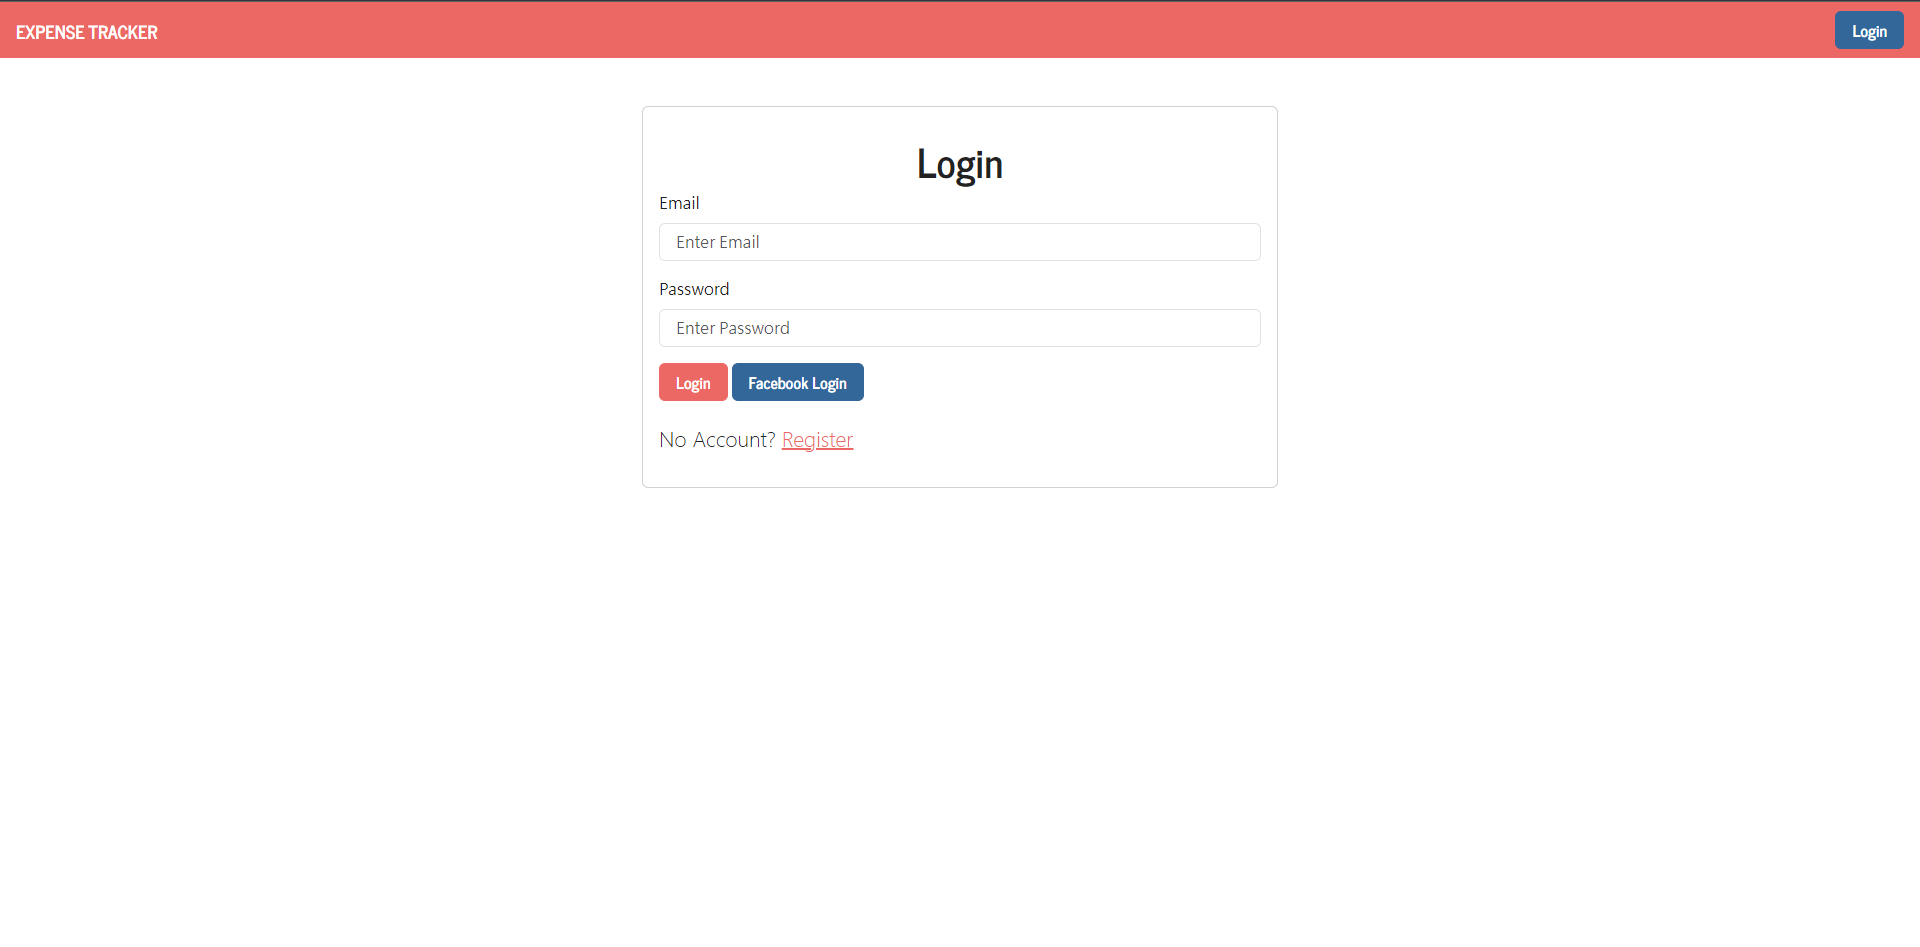 EXPENSE TRACKER
Login
Login
Email
Enter Email
Password
Enter Password
Login Facebook Login
No Account? Register